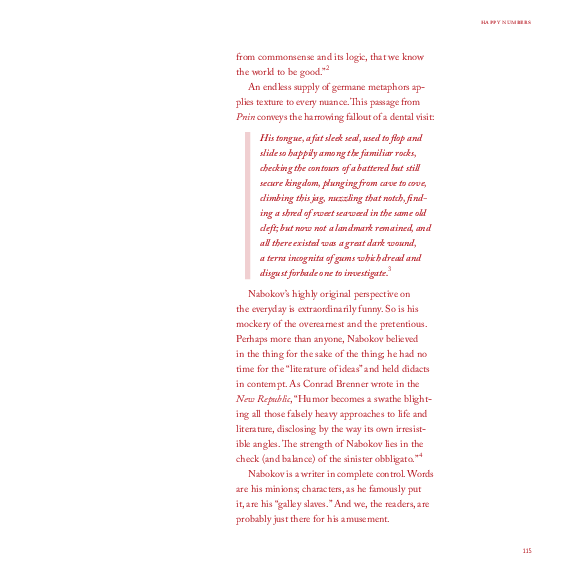 HAPPY NUMBERS
from commonsense and its logic, that we know
the world to be good.”2
An endless supply of germane metaphors ap-
plies texture to every nuance. This passage from
Pnin conveys the harrowing fallout of a dental visit:
His tongue, a fat sleek seal, used to flop and
slide so happily among the familiar rocks,
checking the contours of a battered but still
secure kingdom, plunging from cave to cove,
climbing this jag, nuzzling that notch, find-
ing a shred of sweet seaweed in the same old
cleft; but now not a landmark remained, and
all there existed was a great dark wound,
a terra incognita of gums which dread and
disgust forbade one to investigate.3
Nabokov’s highly original perspective on
the everyday is extraordinarily funny. So is his
mockery of the overearnest and the pretentious.
Perhaps more than anyone, Nabokov believed
in the thing for the sake of the thing; he had no
time for the “literature of ideas” and held didacts
in contempt. As Conrad Brenner wrote in the
New Republic, “Humor becomes a swathe blight-
ing all those falsely heavy approaches to life and
literature, disclosing by the way its own irresist-
ible angles. The strength of Nabokov lies in the
check (and balance) of the sinister obbligato.”4
Nabokov is a writer in complete control. Words
are his minions; characters, as he famously put
it, are his “galley slaves.” And we, the readers, are
probably just there for his amusement.
115